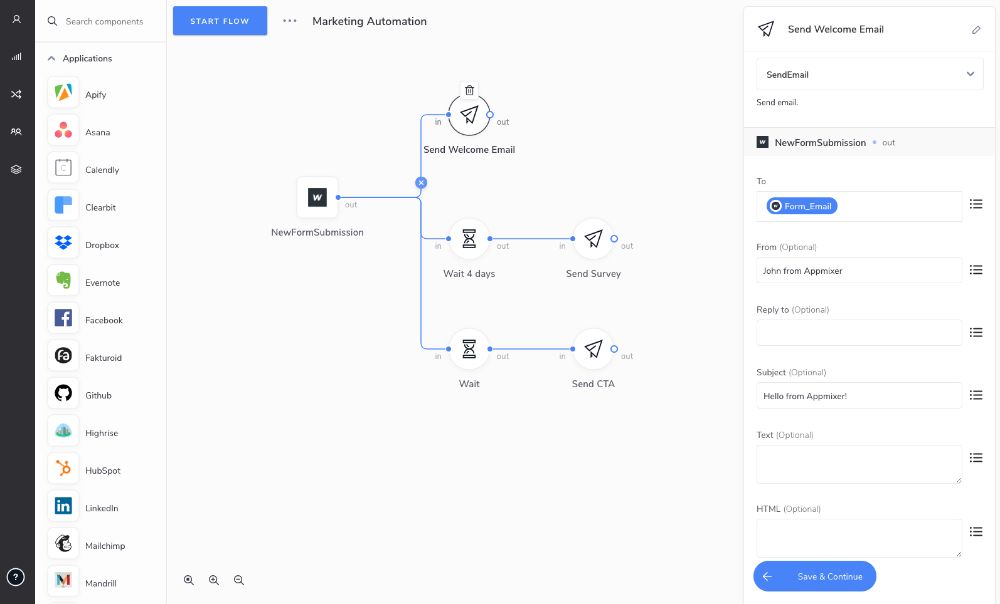 Search components
Applications
Apify
Asana
Calendly
Clearbit
Dropbox
Evernote
Facebook
Fakturoid
Github
Highrise
HubSpot
LinkedIn
Mailchimp
Mandrill
?
START FLOW
Marketing Automation
in
out
Send Welcome Email
w
out
NewFormSubmission
in
out
in
out
Wait 4 days
Send Survey
in
out
in
out
Wait
Send CTA
Send Welcome Email
SendEmail
Send email.
NewFormSubmission out
To
Form_Email
From (Optional)
John from Appmixer
Reply to (Optional)
Subject (Optional)
Hello from Appmixer!
Text (Optional)
HTML (Optional)
Save & Continue